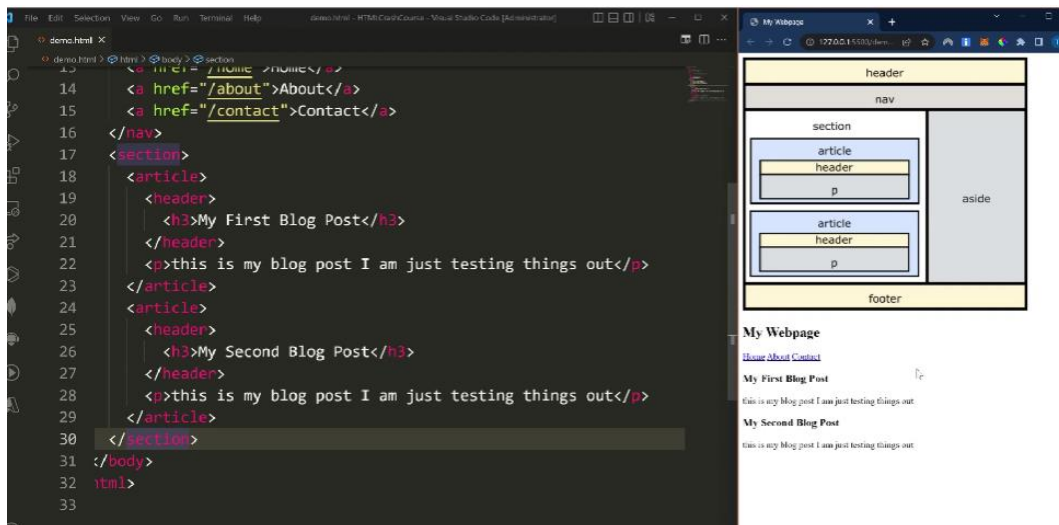 File Edit Selection View Go Run Terminal Help
demo.html - HTMLCrashCourse - Visual Studio Code [Administrator]
demo.html
demo.html > html > body > section
14 <a href="/about">About</a>
15 <a href="/contact">Contact</a>
16 </nav>
17 <section>
18 <article>
19 <header>
20 <h3>My First Blog Post</h3>
21 </header>
22 <p>this is my blog post I am just testing things out</p>
23 </article>
24 <article>
25 <header>
26 <h3>My Second Blog Post</h3>
27 </header>
28 <p>this is my blog post I am just testing things out</p>
29 </article>
30 </section>
31 </body>
32 html>
33
My Webpage
127.0.0.1:5500/dem...
header
nav
section
article
header
p
article
header
p
aside
footer
My Webpage
Home About Contact
My First Blog Post
this is my blog post I am just testing things out
My Second Blog Post
this is my blog post I am just testing things out